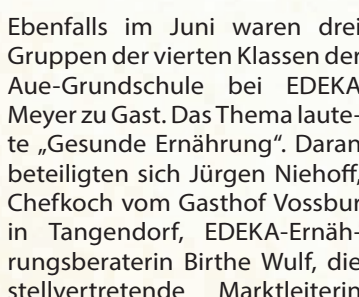 Ebenfalls im Juni waren drei
Gruppen der vierten Klassen der
Aue-Grundschule bei EDEKA
Meyer zu Gast. Das Thema laute-
te „Gesunde Ernährung“. Daran
beteiligten sich Jürgen Niehoff,
Chefkoch vom Gasthof Vossbur
in Tangendorf, EDEKA-Ernäh-
rungsberaterin Birthe Wulf, die
stellvertretende Marktleiterin